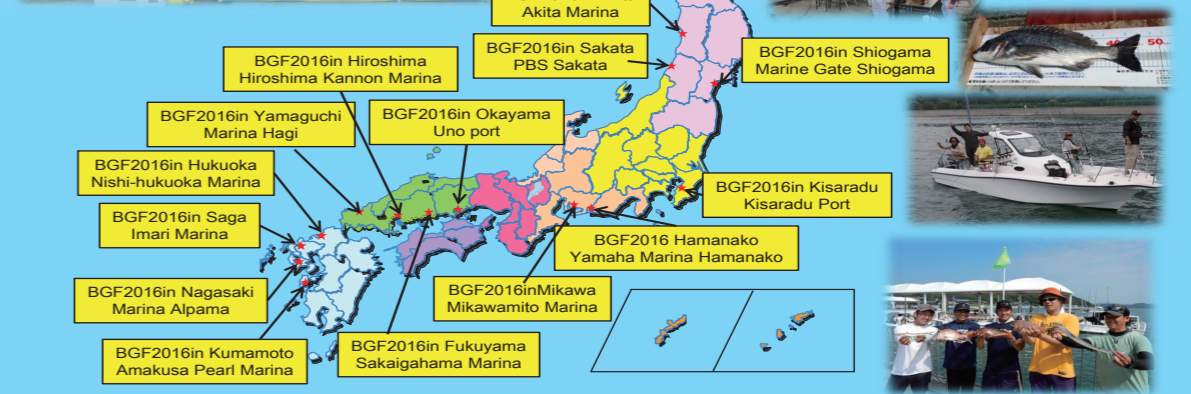 Akita Marina
BGF2016in Sakata
PBS Sakata
BGF2016in Shiogama
Marine Gate Shiogama
BGF2016in Hiroshima
Hiroshima Kannon Marina
BGF2016in Yamaguchi
Marina Hagi
BGF2016in Okayama
Uno port
BGF2016in Hukuoka
Nishi-hukuoka Marina
BGF2016in Saga
Imari Marina
BGF2016in Kisaradu
Kisaradu Port
BGF2016 Hamanako
Yamaha Marina Hamanako
BGF2016inMikawa
Mikawamito Marina
BGF2016in Nagasaki
Marina Alpama
BGF2016in Kumamoto
Amakusa Pearl Marina
BGF2016in Fukuyama
Sakaigahama Marina
50